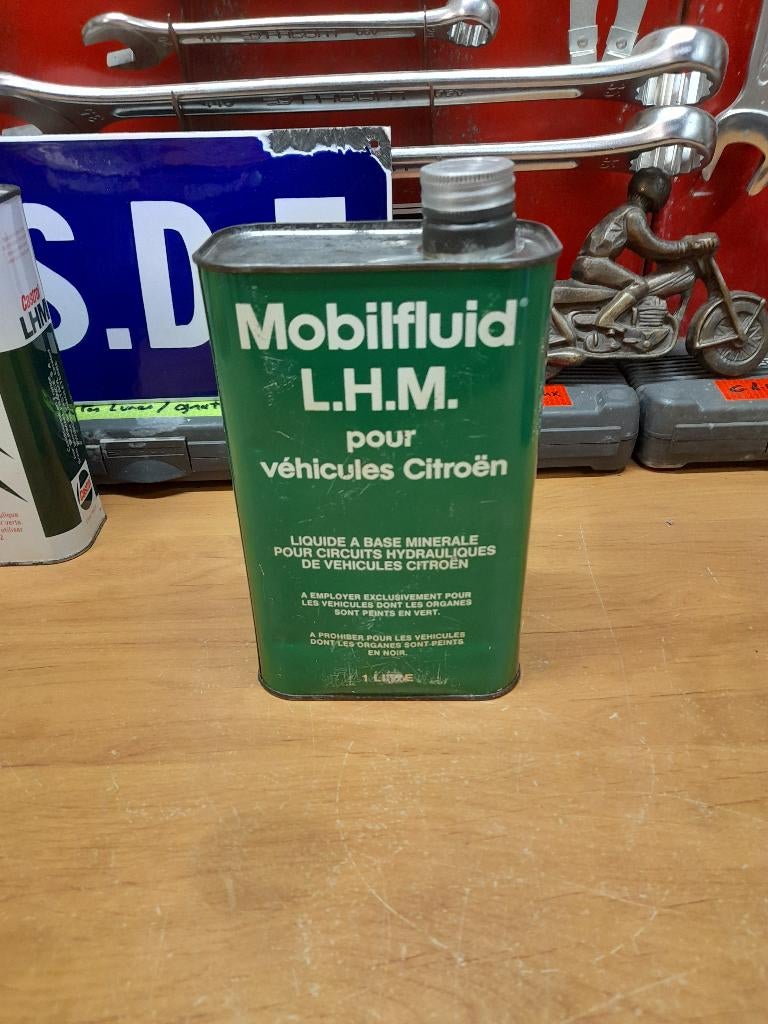 S.D.
Castrol
LHM
Mobilfluid
L.H.M.
pour
véhicules Citroën
LIQUIDE A BASE MINERALE
POUR CIRCUITS HYDRAULIQUES
DE VEHICULES CITROËN
A EMPLOYER EXCLUSIVEMENT POUR
LES VEHICULES DONT LES ORGANES
SONT PEINTS EN VERT.
A PROHIBER POUR LES VEHICULES
DONT LES ORGANES SONT PEINTS
EN NOIR.
1 LITRE